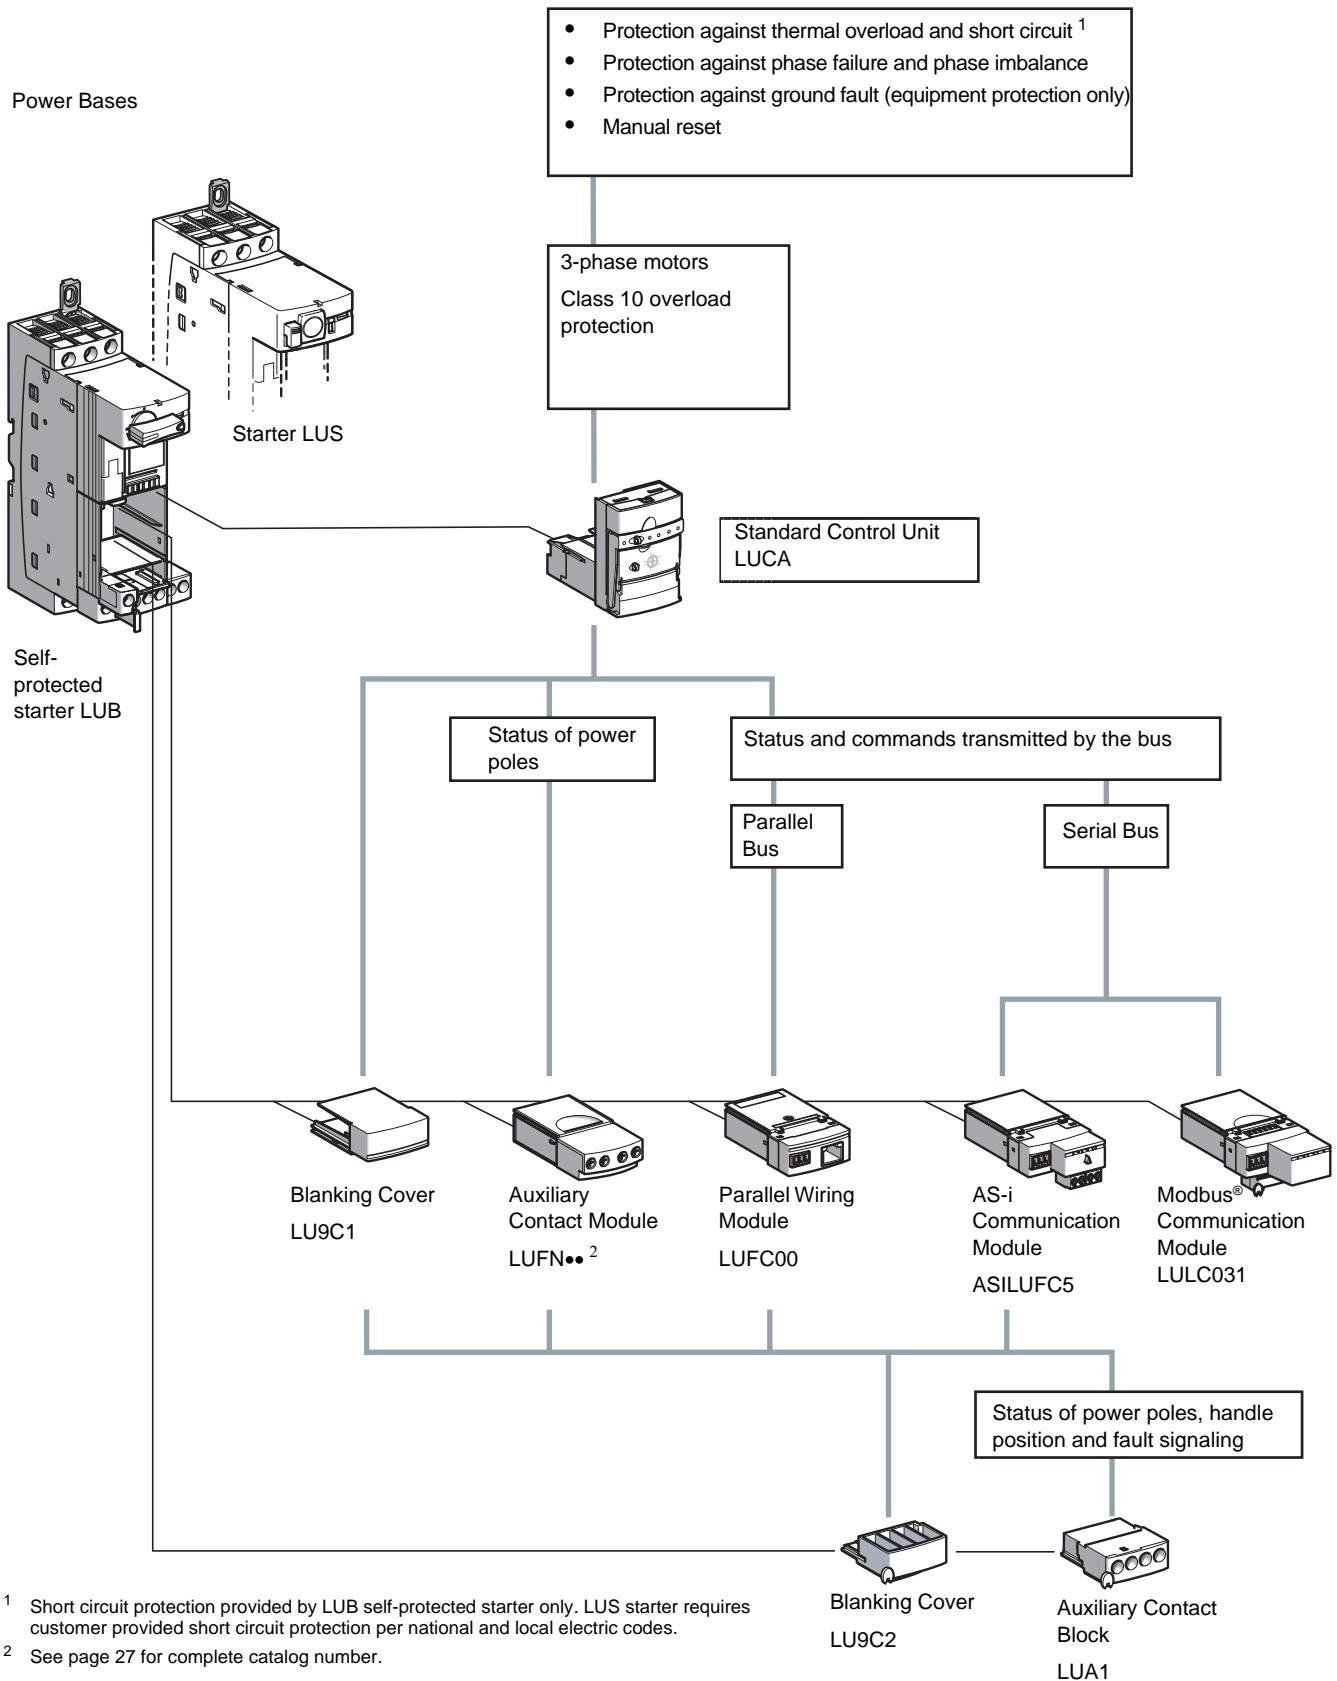 • Protection against thermal overload and short circuit 1
• Protection against phase failure and phase imbalance
• Protection against ground fault (equipment protection only)
• Manual reset
Power Bases
3-phase motors
Class 10 overload
protection
Starter LUS
Standard Control Unit
LUCA
Self-
protected
starter LUB
Status of power
poles
Status and commands transmitted by the bus
Parallel
Bus
Serial Bus
Blanking Cover
LU9C1
Auxiliary
Contact Module
LUFN•• 2
Parallel Wiring
Module
LUFC00
AS-i
Communication
Module
ASILUFC5
Modbus®
Communication
Module
LULC031
Status of power poles, handle
position and fault signaling
Blanking Cover
LU9C2
Auxiliary Contact
Block
LUA1
1 Short circuit protection provided by LUB self-protected starter only. LUS starter requires
customer provided short circuit protection per national and local electric codes.
2 See page 27 for complete catalog number.